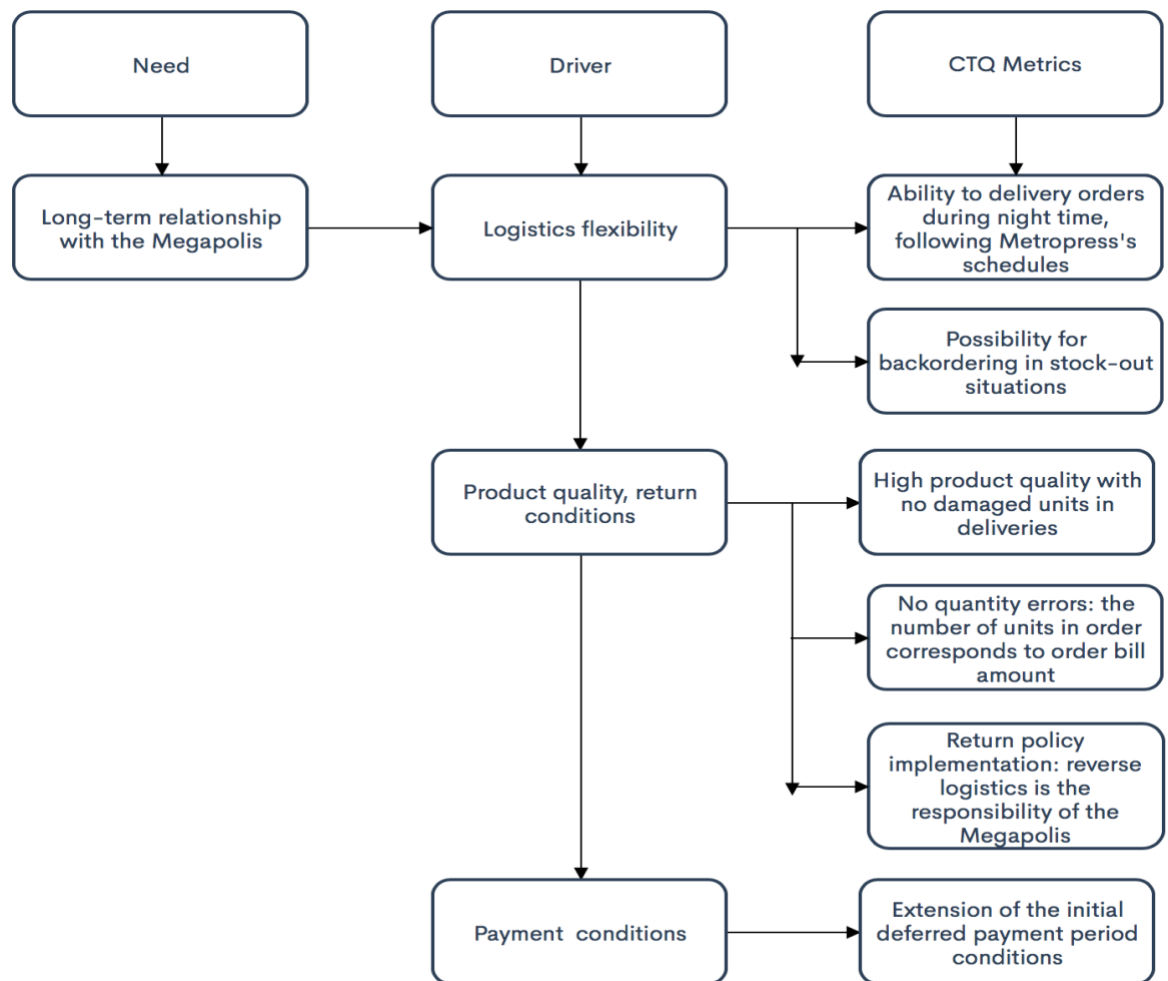 Need
Driver
CTQ Metrics
Long-term relationship
with the Megapolis
Logistics flexibility
Ability to delivery orders
during night time,
following Metropress's
schedules
Possibility for
backordering in stock-out
situations
Product quality, return
conditions
High product quality with
no damaged units in
deliveries
No quantity errors: the
number of units in order
corresponds to order bill
amount
Return policy
implementation: reverse
logistics is the
responsibility of the
Megapolis
Payment conditions
Extension of the initial
deferred payment period
conditions